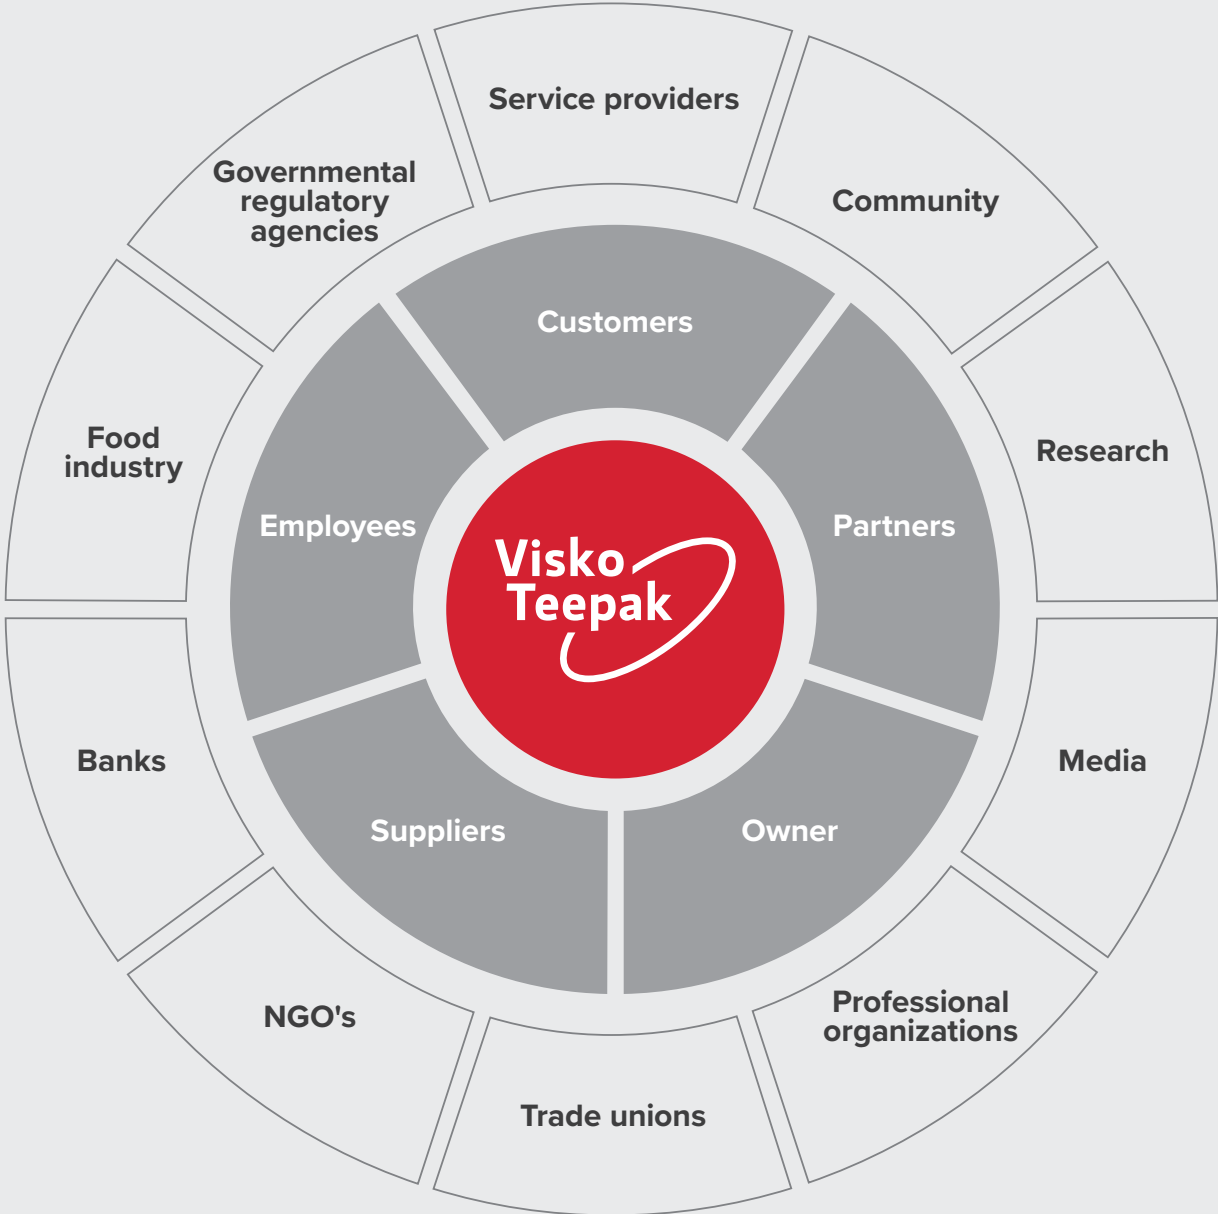 Service providers
Governmental
regulatory
agencies
Community
Customers
Food
industry
Research
Employees
Partners
Visko
Teepak
Banks
Media
Suppliers
Owner
NGO's
Professional
organizations
Trade unions